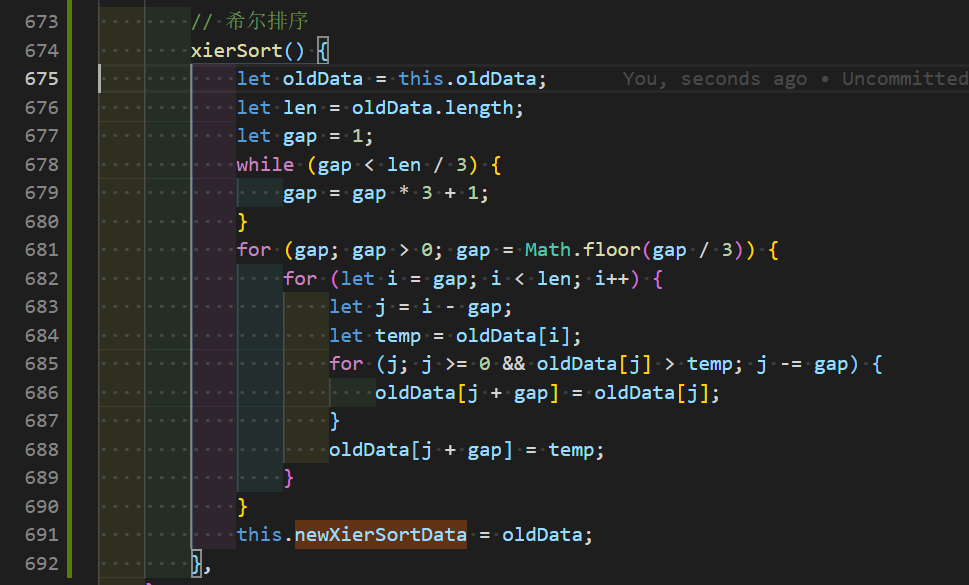 673 // 希尔排序
674 xierSort() {
675 let oldData = this.oldData; You, seconds ago • Uncommitted
676 let len = oldData.length;
677 let gap = 1;
678 while (gap < len / 3) {
679 gap = gap * 3 + 1;
680 }
681 for (gap; gap > 0; gap = Math.floor(gap / 3)) {
682 for (let i = gap; i < len; i++) {
683 let j = i - gap;
684 let temp = oldData[i];
685 for (j; j >= 0 && oldData[j] > temp; j -= gap) {
686 oldData[j + gap] = oldData[j];
687 }
688 oldData[j + gap] = temp;
689 }
690 }
691 this.newXierSortData = oldData;
692 },